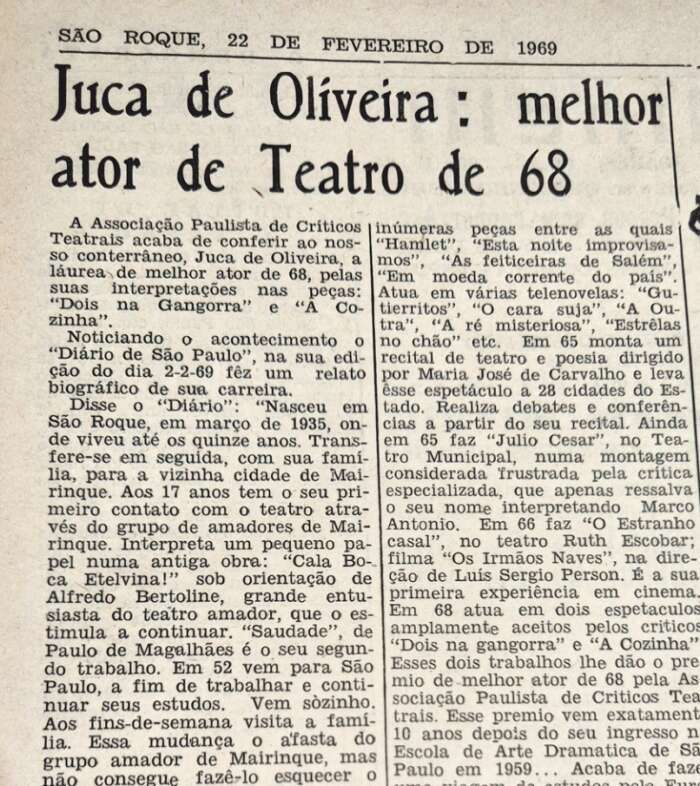 SÃO ROQUE, 22 DE FEVEREIRO DE 1969
Juca de Oliveira: melhor
ator de Teatro de 68
A Associação Paulista de Críticos
Teatrais acaba de conferir ao nos-
so conterrâneo, Juca de Oliveira, a
láurea de melhor ator de 68, pelas
suas interpretações nas peças:
"Dois na Gangorra" e "A Co-
zinha".
Noticiando o acontecimento o
"Diário de São Paulo", na sua edi-
ção do dia 2-2-69 fêz um relato
biográfico de sua carreira.
Disse o "Diário": "Nasceu em
São Roque, em março de 1935, on-
de viveu até os quinze anos. Trans-
fere-se em seguida, com sua famí-
lia, para a vizinha cidade de Mai-
rinque. Aos 17 anos tem o seu pri-
meiro contato com o teatro atra-
vés do grupo de amadores de Mai-
rinque. Interpreta um pequeno pa-
pel numa antiga obra: "Cala Bo-
ca Etelvina!" sob orientação de
Alfredo Bertoline, grande entu-
siasta do teatro amador, que o es-
timula a continuar. "Saudade", de
Paulo de Magalhães é o seu segun-
do trabalho. Em 52 vem para São
Paulo, a fim de trabalhar e conti-
nuar seus estudos. Vem sòzinho.
Aos fins-de-semana visita a famí-
lia. Essa mudança o afasta do
grupo amador de Mairinque, mas
não consegue fazê-lo esquecer o
inúmeras peças entre as quais
"Hamlet", "Esta noite improvisa-
mos", "As feiticeiras de Salém",
"Em moeda corrente do país".
Atua em várias telenovelas: "Gu-
tierritos", "O cara suja", "A Ou-
tra", "A ré misteriosa", "Estrêlas
no chão" etc. Em 65 monta um
recital de teatro e poesia dirigido
por Maria José de Carvalho e leva
êsse espetáculo a 28 cidades do Es-
tado. Realiza debates e conferên-
cias a partir do seu recital. Ainda
em 65 faz "Julio Cesar", no Tea-
tro Municipal, numa montagem
considerada frustrada pela crítica
especializada, que apenas ressalva
o seu nome interpretando Marco
Antonio. Em 66 faz "O Estranho
casal", no teatro Ruth Escobar;
filma "Os Irmãos Naves", na dire-
ção de Luís Sergio Person. É a sua
primeira experiência em cinema.
Em 68 atua em dois espetaculos
amplamente aceitos pelos criticos
"Dois na gangorra" e "A Cozinha"
Esses dois trabalhos lhe dão o pre
mio de melhor ator de 68 pela As
sociação Paulista de Criticos Tea
trais. Esse premio vem exatament
10 anos depois do seu ingresso n
Escola de Arte Dramatica de Sã
Paulo em 1959... Acaba de faze
uma viagem de estudos pela Euro